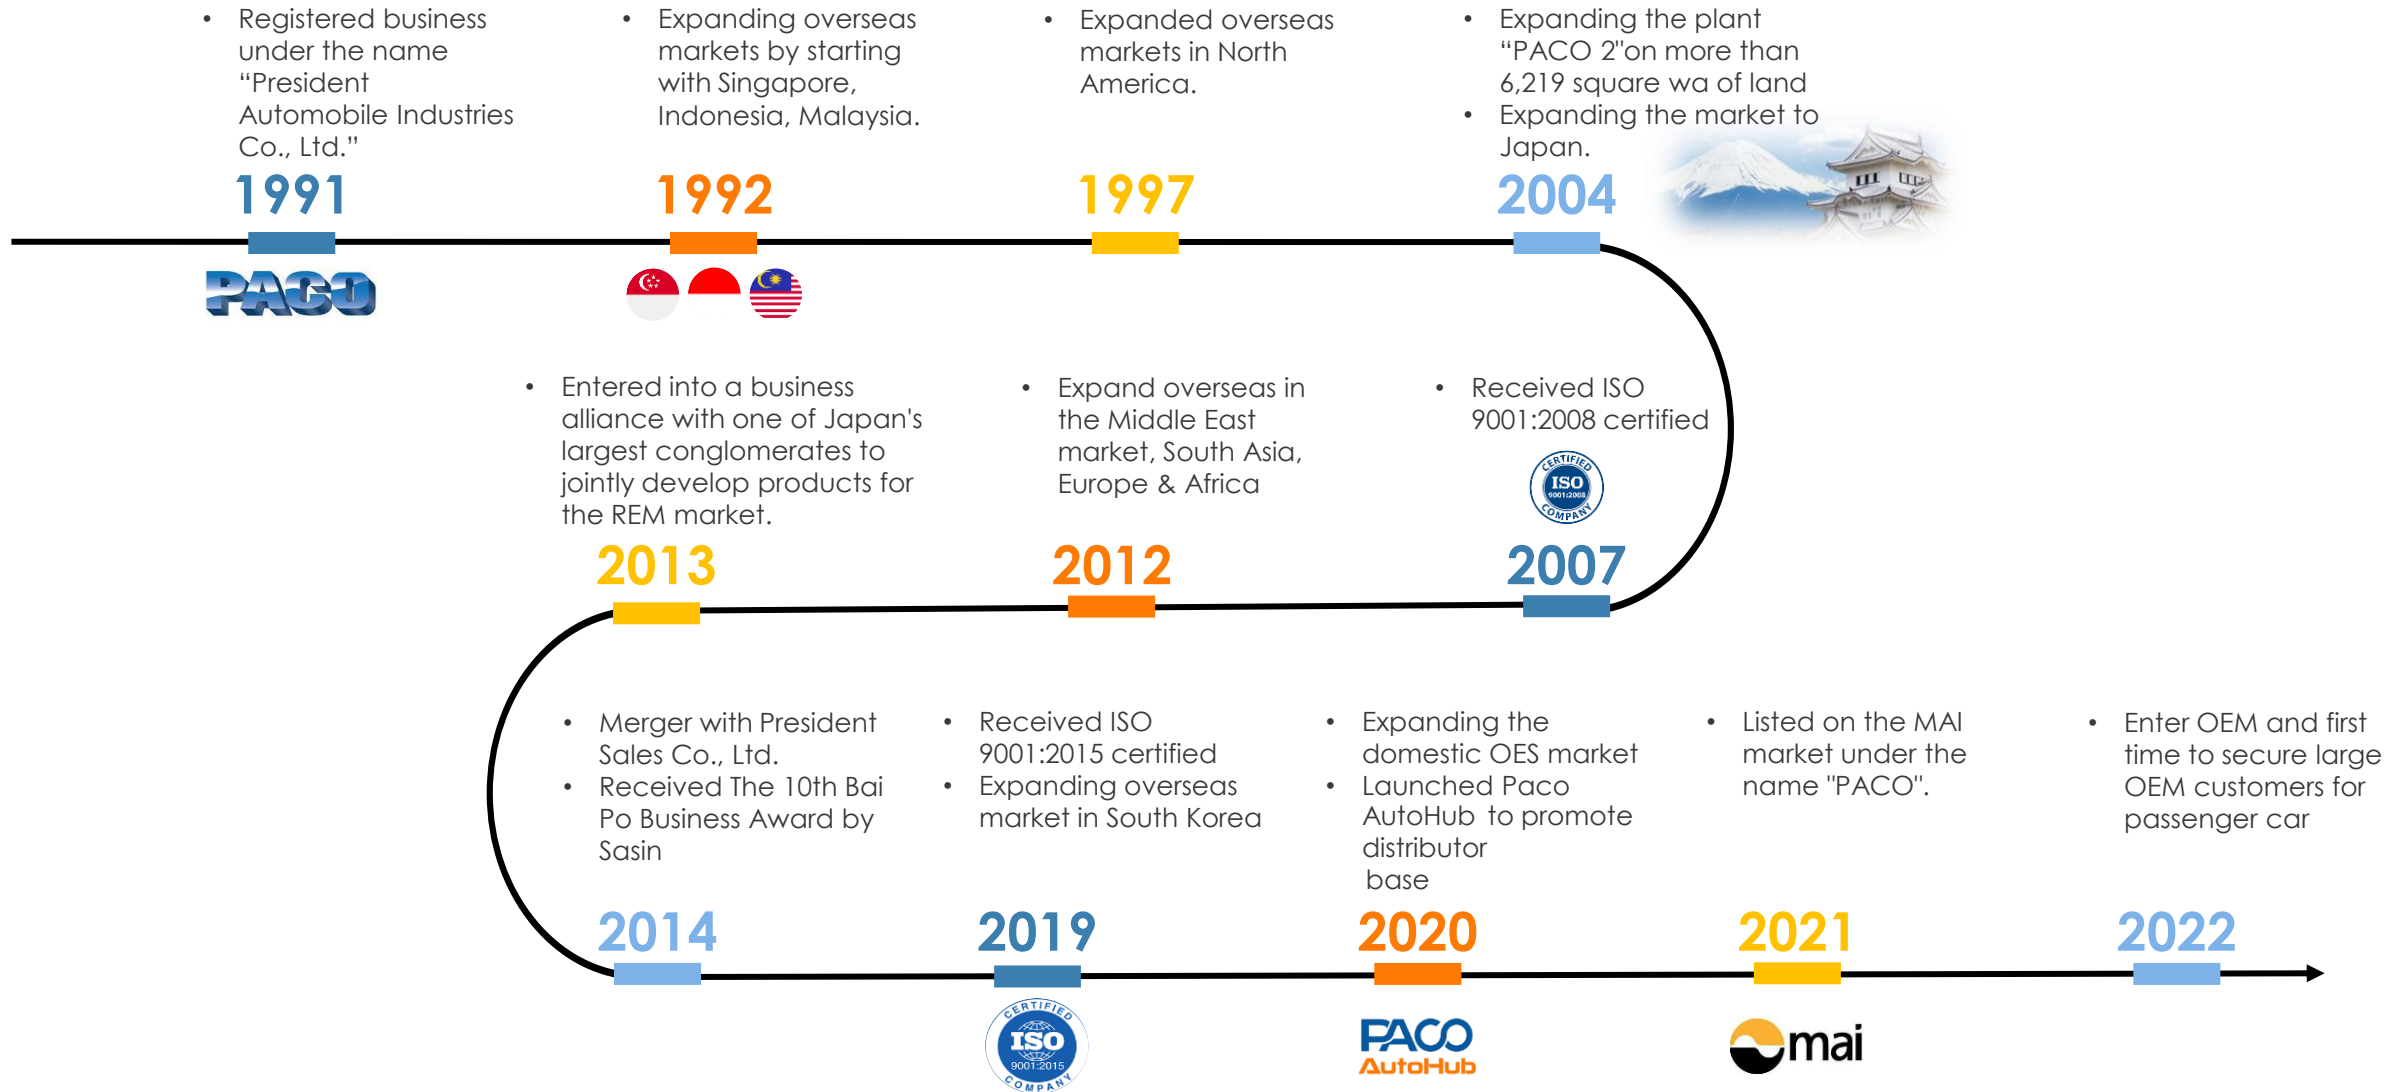 • Registered business
under the name
“President
Automobile Industries
Co., Ltd.”
1991
PACO
• Expanding overseas
markets by starting
with Singapore,
Indonesia, Malaysia.
1992
• Expanded overseas
markets in North
America.
1997
• Expanding the plant
“PACO 2"on more than
6,219 square wa of land
• Expanding the market to
Japan.
2004
• Received ISO
9001:2008 certified
CERTIFIED
ISO
9001:2008
COMPANY
2007
• Expand overseas in
the Middle East
market, South Asia,
Europe & Africa
2012
• Entered into a business
alliance with one of Japan's
largest conglomerates to
jointly develop products for
the REM market.
2013
• Merger with President
Sales Co., Ltd.
• Received The 10th Bai
Po Business Award by
Sasin
2014
• Received ISO
9001:2015 certified
• Expanding overseas
market in South Korea
2019
CERTIFIED
ISO
9001:2015
COMPANY
• Expanding the
domestic OES market
• Launched Paco
AutoHub to promote
distributor
base
2020
PACO
AutoHub
• Listed on the MAI
market under the
name "PACO".
2021
mai
• Enter OEM and first
time to secure large
OEM customers for
passenger car
2022